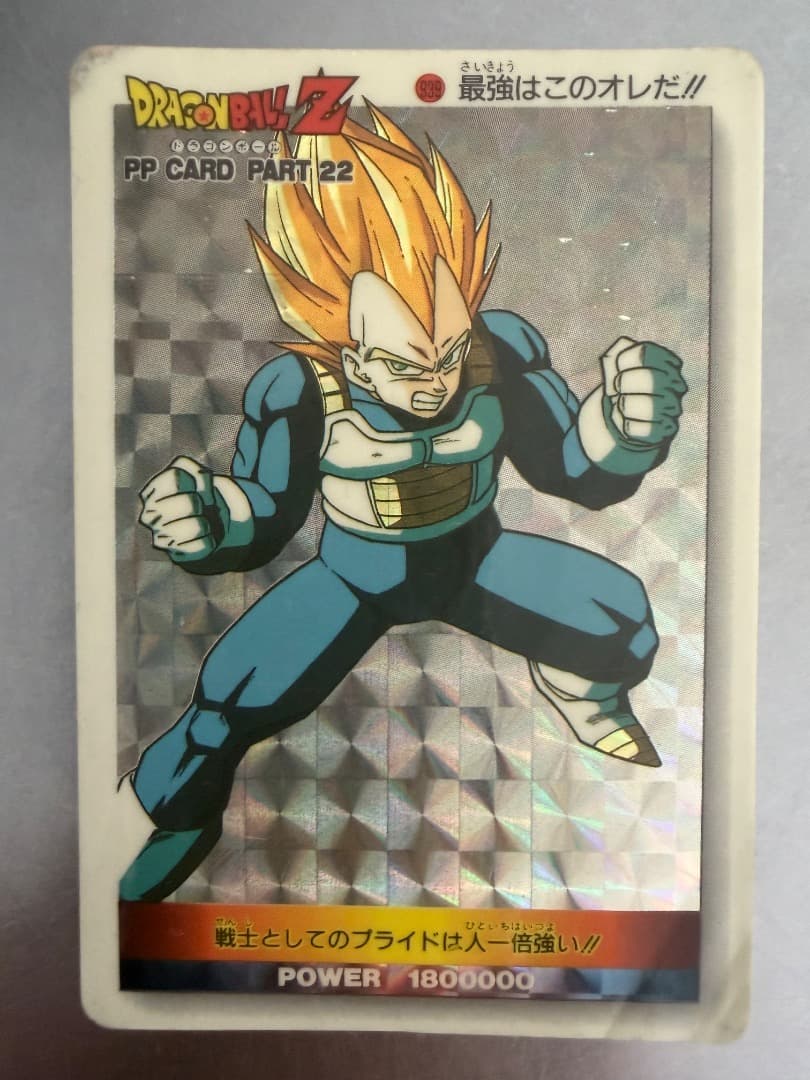 DRAGONBALL Z
ドラゴンボール
PP CARD PART 22
939
さいきょう
最強はこのオレだ!!
せんし
戦士としてのプライドは人一倍強い!!
ひといちばいつよ
POWER 1800000